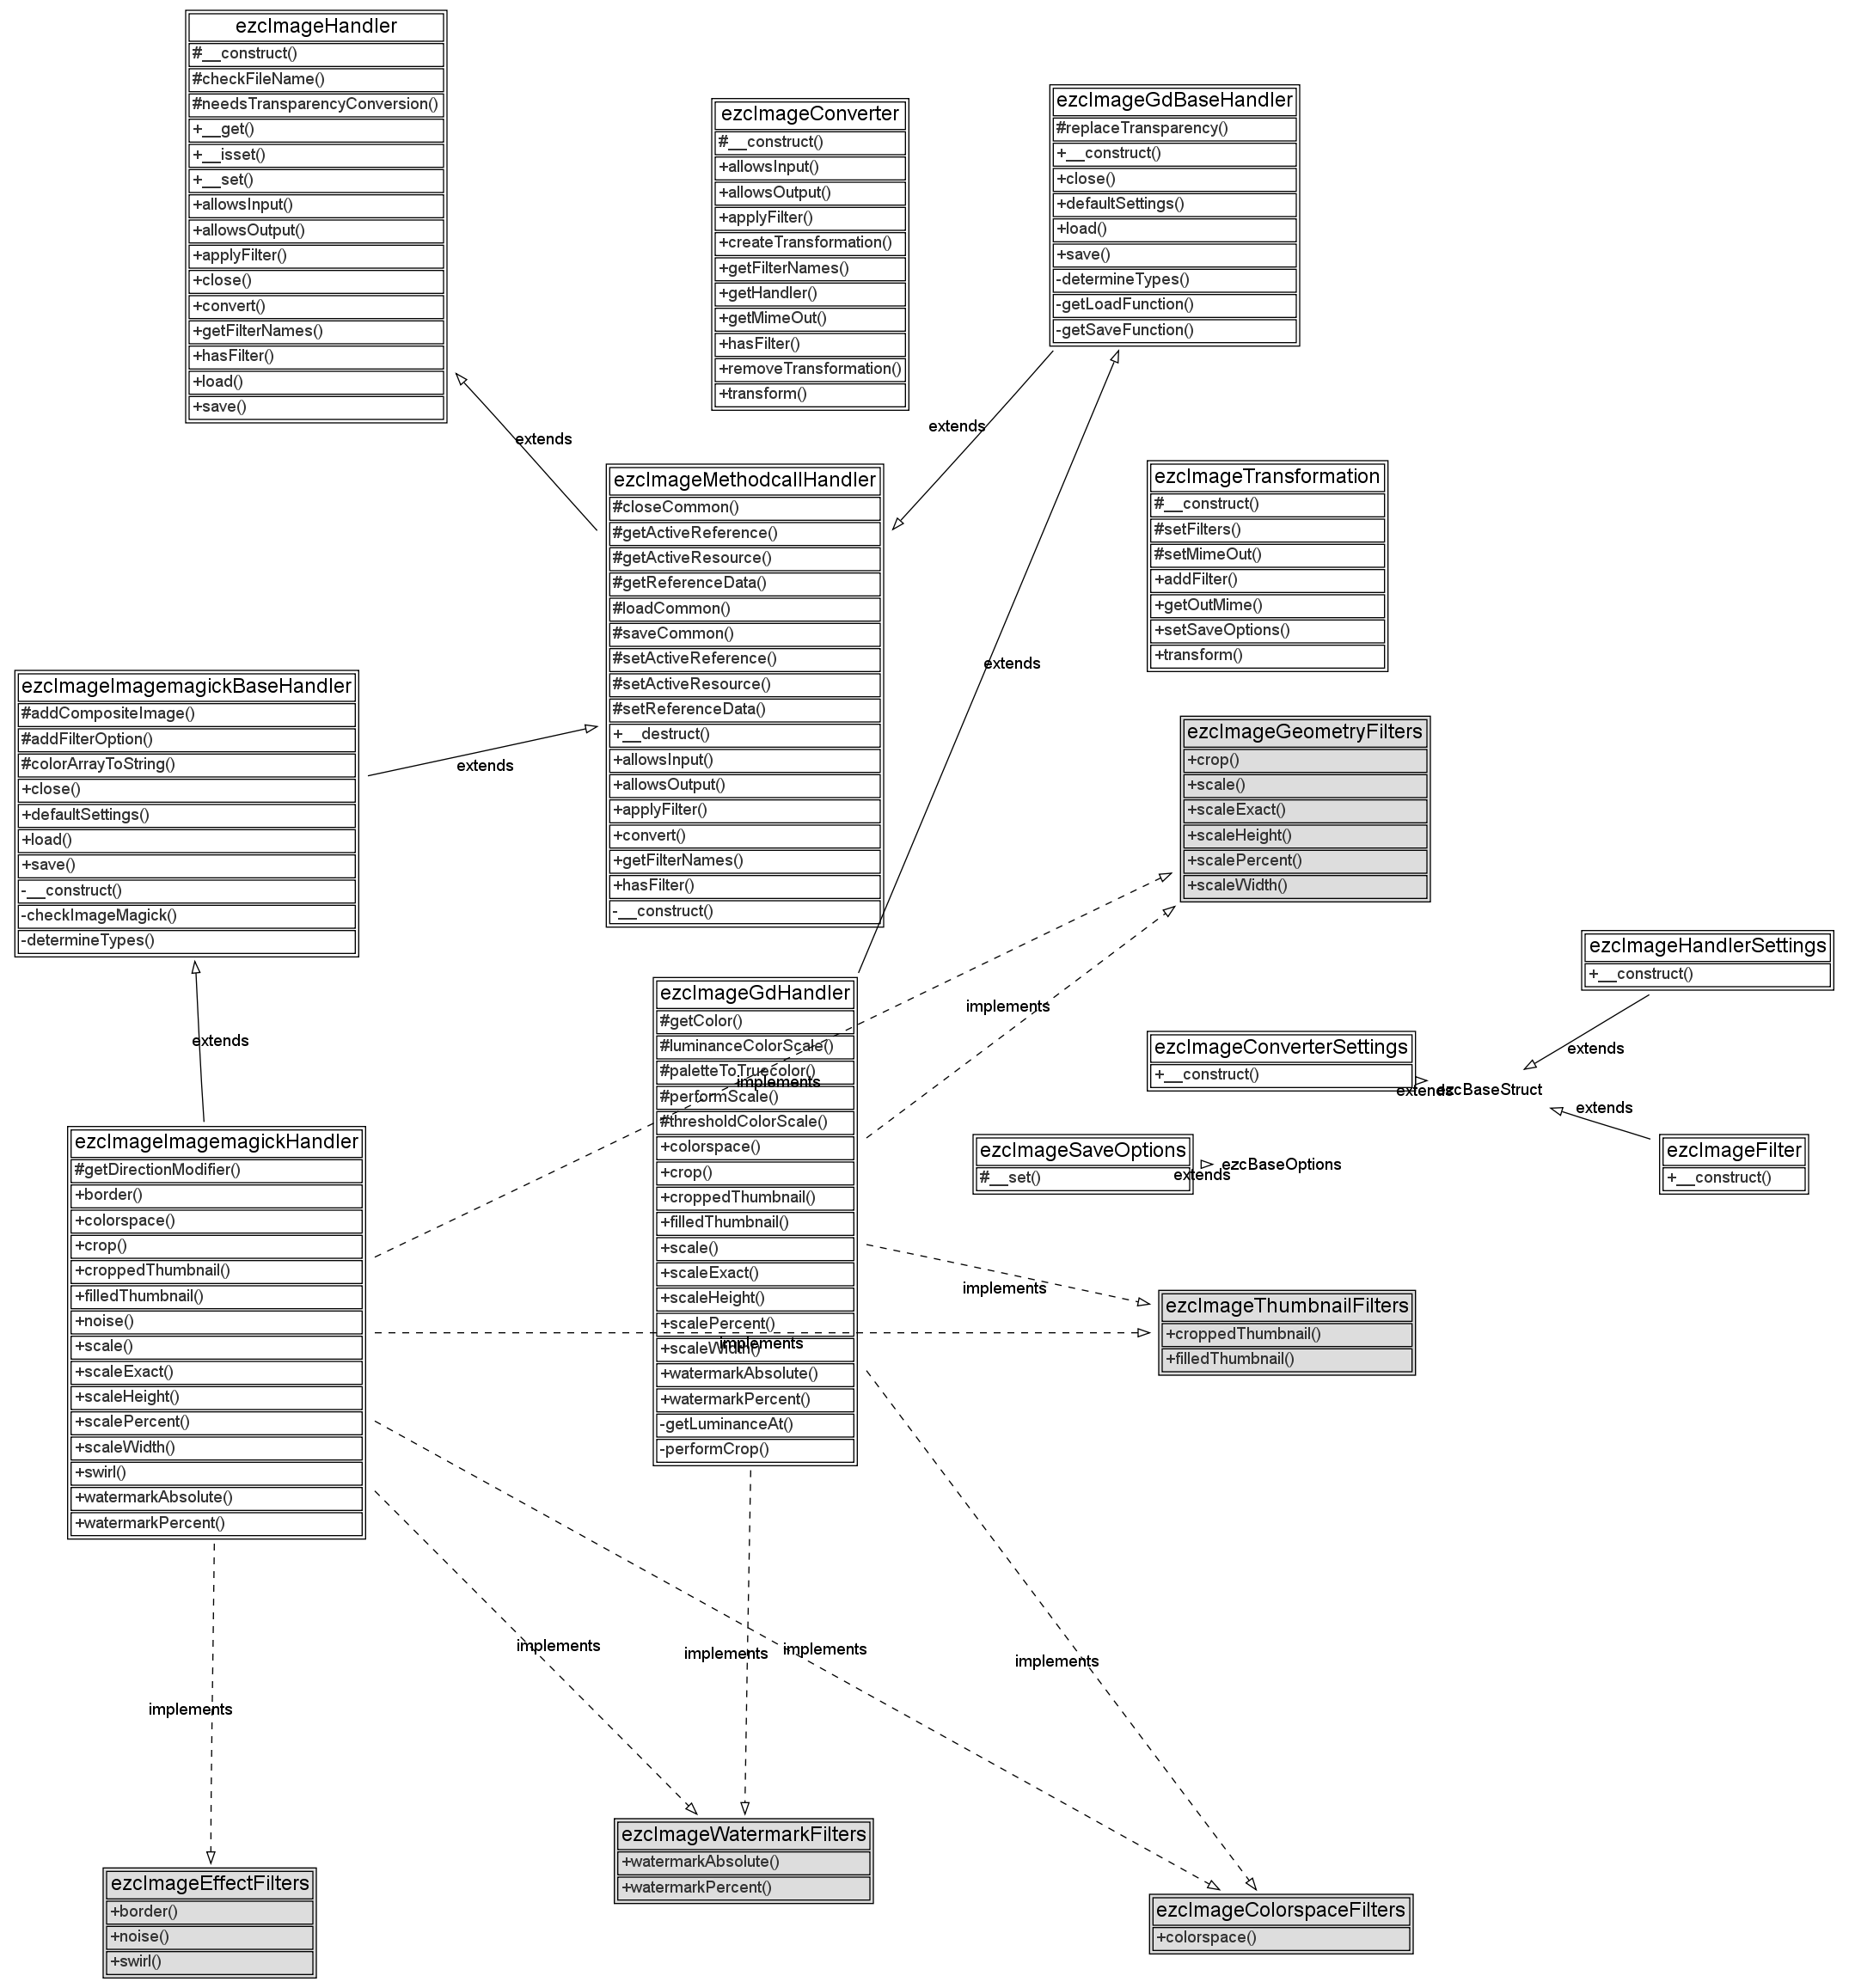 ezcImageHandler
#__construct()
#checkFileName()
#needsTransparencyConversion()
+__get()
+__isset()
+__set()
+allowsInput()
+allowsOutput()
+applyFilter()
+close()
+convert()
+getFilterNames()
+hasFilter()
+load()
+save()
ezcImageConverter
#__construct()
+allowsInput()
+allowsOutput()
+applyFilter()
+createTransformation()
+getFilterNames()
+getHandler()
+getMimeOut()
+hasFilter()
+removeTransformation()
+transform()
ezcImageGdBaseHandler
#replaceTransparency()
+__construct()
+close()
+defaultSettings()
+load()
+save()
-determineTypes()
-getLoadFunction()
-getSaveFunction()
extends
extends
ezcImageMethodcallHandler
#closeCommon()
#getActiveReference()
#getActiveResource()
#getReferenceData()
#loadCommon()
#saveCommon()
#setActiveReference()
#setActiveResource()
#setReferenceData()
+__destruct()
+allowsInput()
+allowsOutput()
+applyFilter()
+convert()
+getFilterNames()
+hasFilter()
-__construct()
ezcImageTransformation
#__construct()
#setFilters()
#setMimeOut()
+addFilter()
+getOutMime()
+setSaveOptions()
+transform()
extends
ezcImageImagemagickBaseHandler
#addCompositeImage()
#addFilterOption()
#colorArrayToString()
+close()
+defaultSettings()
+load()
+save()
-__construct()
-checkImageMagick()
-determineTypes()
extends
ezcImageGeometryFilters
+crop()
+scale()
+scaleExact()
+scaleHeight()
+scalePercent()
+scaleWidth()
ezcImageHandlerSettings
+__construct()
extends
ezcImageGdHandler
#getColor()
#luminanceColorScale()
#paletteToTruecolor()
#performScale()
#thresholdColorScale()
+colorspace()
+crop()
+croppedThumbnail()
+filledThumbnail()
+scale()
+scaleExact()
+scaleHeight()
+scalePercent()
+scaleWidth()
+watermarkAbsolute()
+watermarkPercent()
-getLuminanceAt()
-performCrop()
implements
implements
implements
ezcImageConverterSettings
+__construct()
extends
ezcBaseStruct
extends
extends
ezcImageSaveOptions
#__set()
extends
ezcBaseOptions
ezcImageFilter
+__construct()
ezcImageImagemagickHandler
#getDirectionModifier()
+border()
+colorspace()
+crop()
+croppedThumbnail()
+filledThumbnail()
+noise()
+scale()
+scaleExact()
+scaleHeight()
+scalePercent()
+scaleWidth()
+swirl()
+watermarkAbsolute()
+watermarkPercent()
implements
ezcImageThumbnailFilters
+croppedThumbnail()
+filledThumbnail()
implements
implements
implements
implements
implements
ezcImageWatermarkFilters
+watermarkAbsolute()
+watermarkPercent()
ezcImageEffectFilters
+border()
+noise()
+swirl()
ezcImageColorspaceFilters
+colorspace()